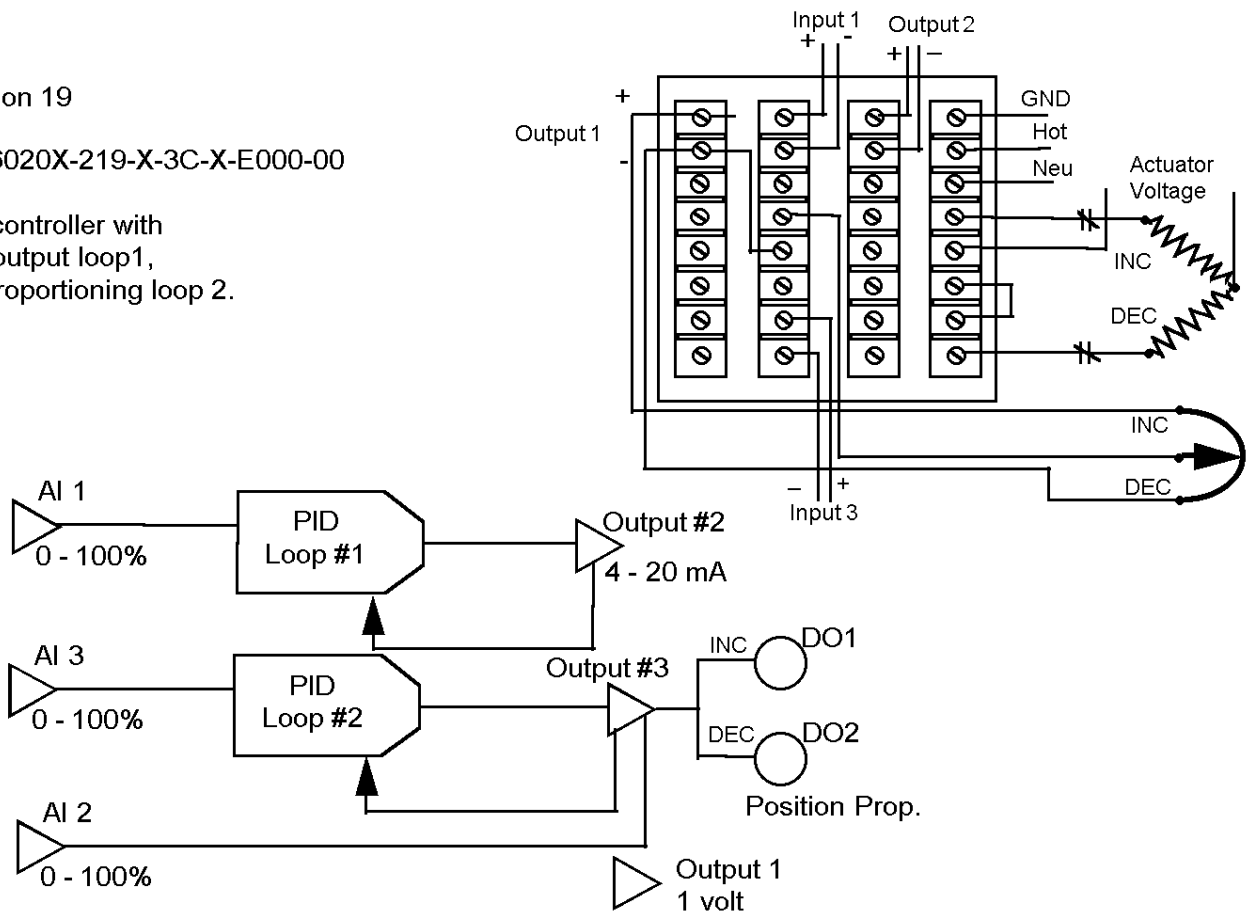 on 19
6020X-219-X-3C-X-E000-00
controller with
output loop1,
roportioning loop 2.
Input 1
+ -
Output 2
+ –
+
Output 1
-
GND
Hot
Neu
Actuator
Voltage
INC
DEC
INC
DEC
– +
Input 3
AI 1
0 - 100%
PID
Loop #1
Output #2
4 - 20 mA
AI 3
0 - 100%
PID
Loop #2
Output #3
INC
DO1
DEC
DO2
Position Prop.
AI 2
0 - 100%
Output 1
1 volt